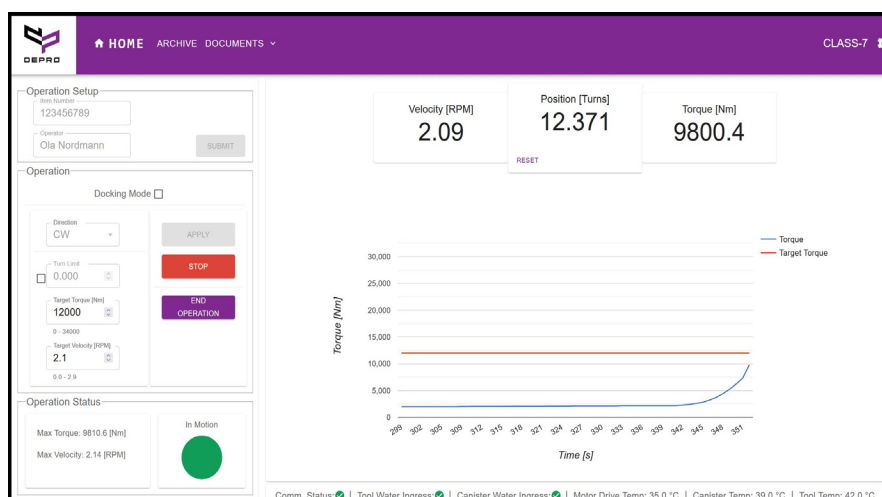 DEPRO
HOME ARCHIVE DOCUMENTS
CLASS-7
Operation Setup
Item Number
123456789
Operator
Ola Nordmann
SUBMIT
Operation
Docking Mode
Direction
CW
APPLY
Turn Limit
0.000
STOP
Target Torque [Nm]
12000
0 - 34000
END
OPERATION
Target Velocity [RPM]
2.1
0.0 - 2.9
Operation Status
Max Torque: 9810.6 [Nm]
Max Velocity: 2.14 [RPM]
In Motion
Velocity [RPM]
2.09
Position [Turns]
12.371
RESET
Torque [Nm]
9800.4
Torque
Target Torque
Torque [Nm]
30,000
25,000
20,000
15,000
10,000
5,000
0
299 302 305 309 312 315 318 321 324 327 330 333 336 339 342 345 348 351
Time [s]
Comm. Status: | Tool Water Ingress: | Canister Water Ingress: | Motor Drive Temp: 35.0 °C | Canister Temp: 39.0 °C | Tool Temp: 42.0 °C